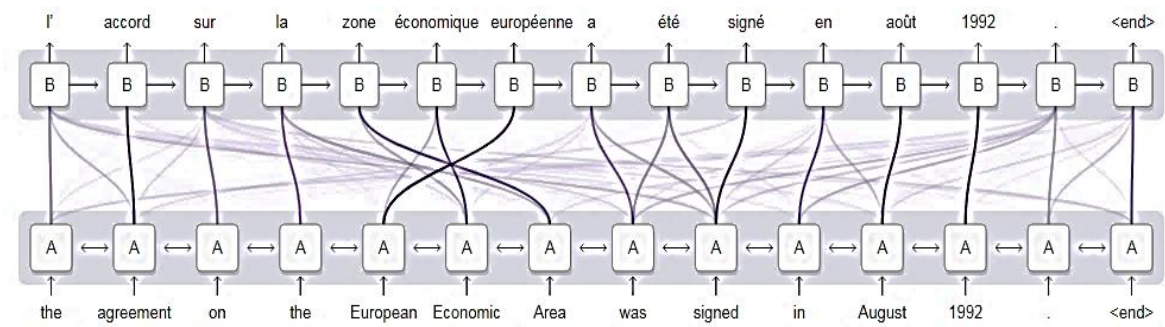 l' accord sur la zone économique européenne a été signé en août 1992 . <end>
B B B B B B B B B B B B B B B
A A A A A A A A A A A A A A
the agreement on the European Economic Area was signed in August 1992 . <end>